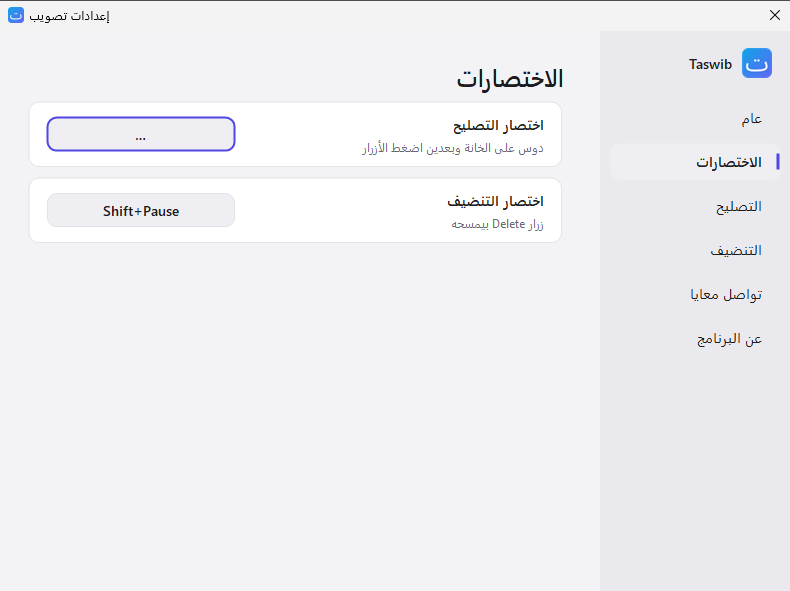 إعدادات تصويب
Taswib
عام
الاختصارات
التصليح
التنضيف
تواصل معايا
عن البرنامج
الاختصارات
اختصار التصليح
دوس على الخانة وبعدين اضغط الأزرار
...
اختصار التنضيف
زرار Delete بيمسحه
Shift+Pause